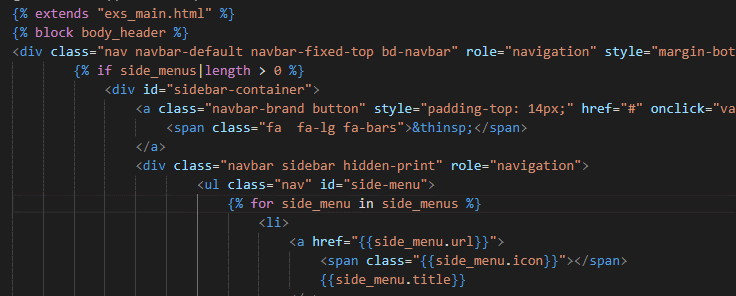 {% extends "exs_main.html" %}
{% block body_header %}
<div class="nav navbar-default navbar-fixed-top bd-navbar" role="navigation" style="margin-bot
{% if side_menus|length > 0 %}
<div id="sidebar-container">
<a class="navbar-brand button" style="padding-top: 14px;" href="#" onclick="va
<span class="fa  fa-lg fa-bars">&thinsp;</span>
</a>
<div class="navbar sidebar hidden-print" role="navigation">
<ul class="nav" id="side-menu">
{% for side_menu in side_menus %}
<li>
<a href="{{side_menu.url}}">
<span class="{{side_menu.icon}}"></span>
{{side_menu.title}}